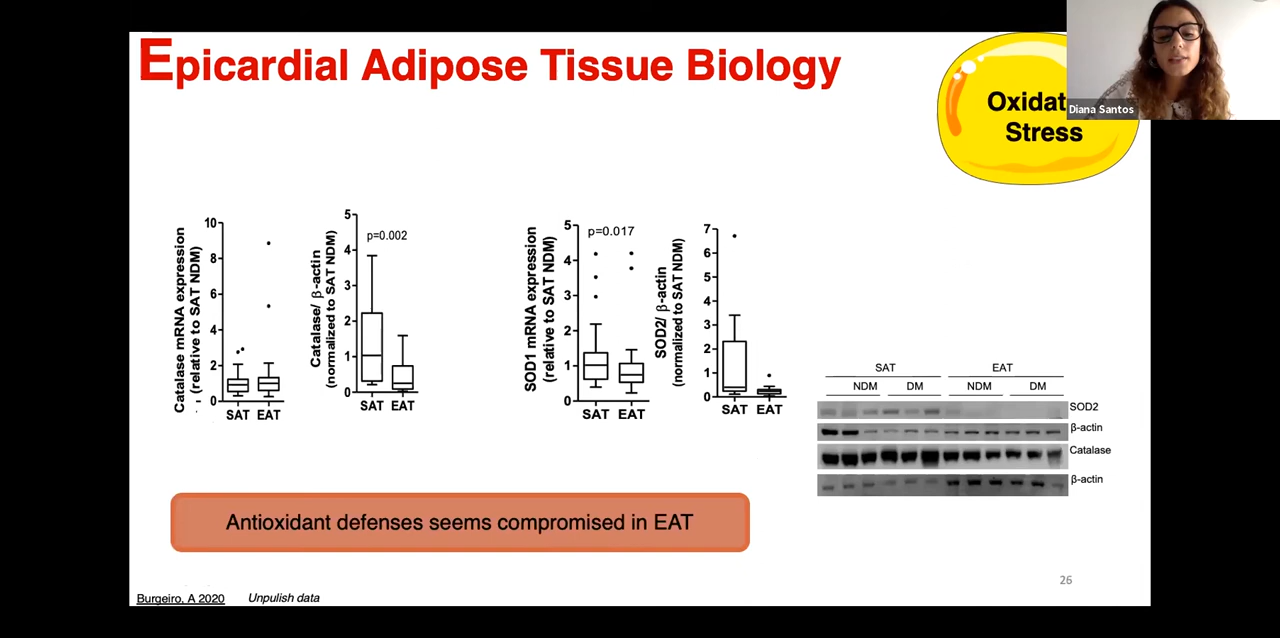 Epicardial Adipose Tissue Biology
Stress
Diana Santos
Catalase mRNA expression
(relative to SAT NDM)
10
8
6
4
2
0
SAT EAT
Catalase/ β-actin
(normalized to SAT NDM)
5
4
3
2
1
0
p=0.002
SAT EAT
SOD1 mRNA expression
(relative to SAT NDM)
5
4
3
2
1
0
p=0.017
SAT EAT
SOD2/ β-actin
(normalized to SAT NDM)
7
6
5
4
3
2
1
0
SAT EAT
SAT EAT
NDM DM NDM DM
SOD2
β-actin
Catalase
β-actin
Antioxidant defenses seems compromised in EAT
26
Burgeiro, A 2020 Unpulish data